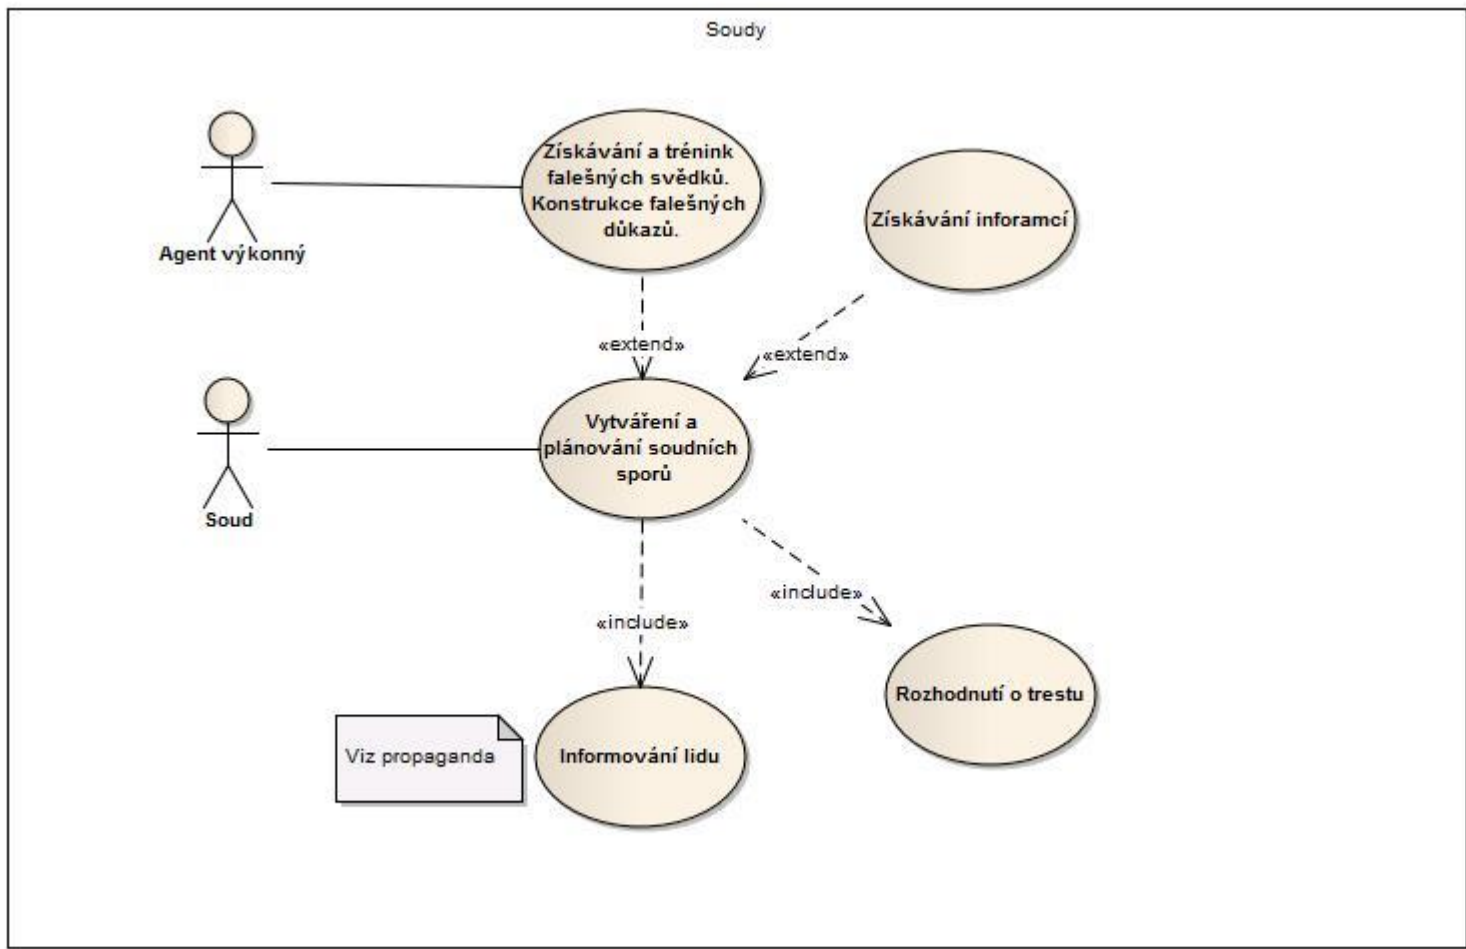 Soudy
Získávání a trénink
falešných svědků.
Konstrukce falešných
důkazů.
Získávání inforamcí
Agent výkonný
«extend»
«extend»
Vytváření a
plánování soudních
sporů
Soud
«include»
«include»
Rozhodnutí o trestu
Viz propaganda
Informování lidu